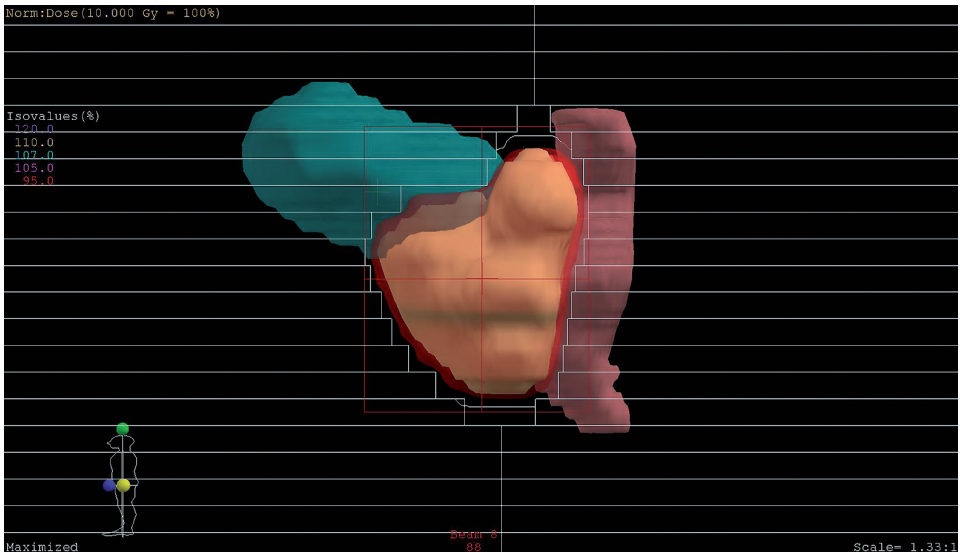 Norm:Dose(10.000 Gy = 100%)
Isovalues(%)
120.0
110.0
107.0
105.0
95.0
Beam 8
88
Maximized
Scale= 1.33:1